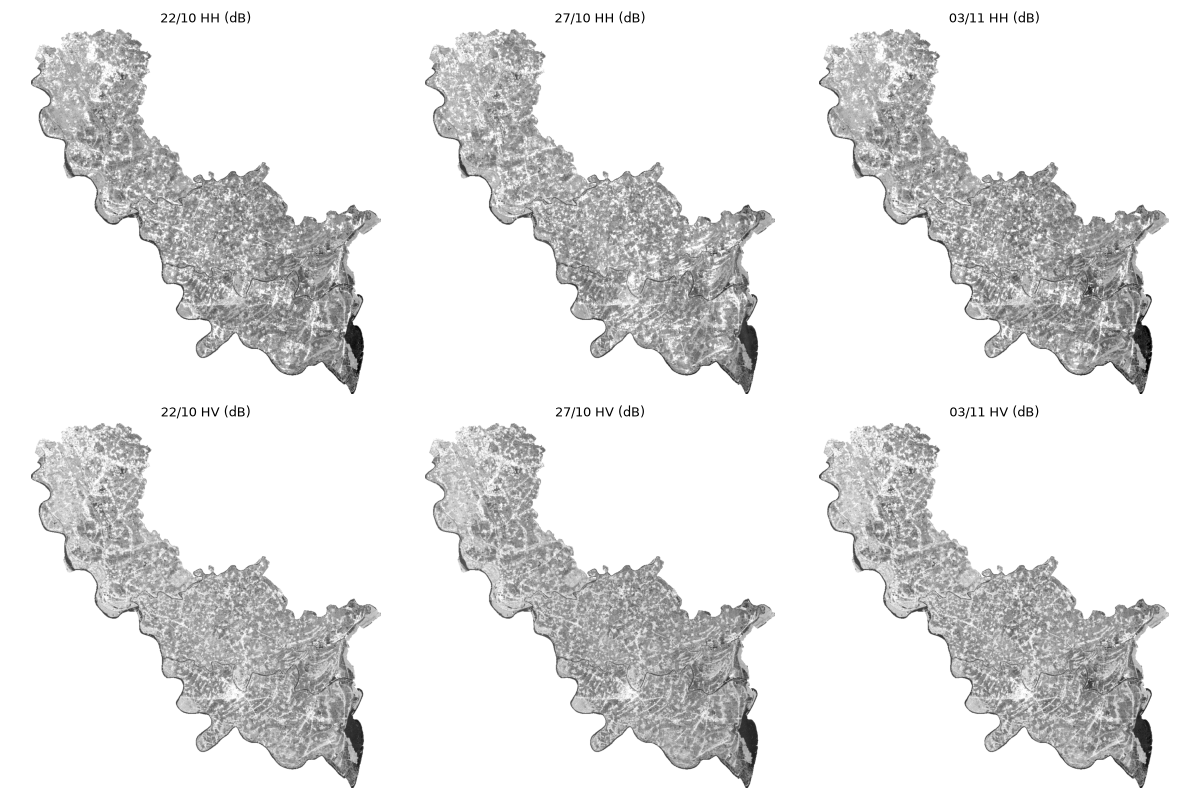 22/10 HH (dB)
27/10 HH (dB)
03/11 HH (dB)
22/10 HV (dB)
27/10 HV (dB)
03/11 HV (dB)